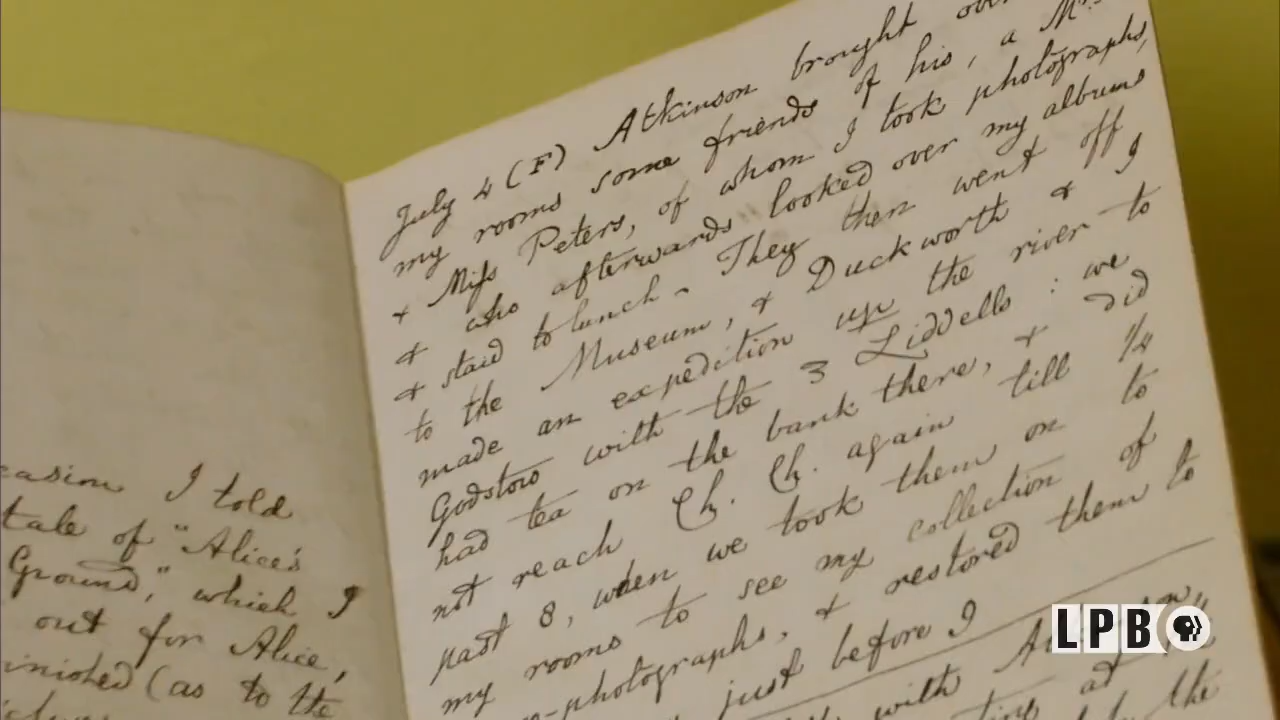 easion I told
tale of "Alice's
Ground," which I
out for Alice,
inished (as to the
July 4 (F) Atkinson brought over
my rooms some friends of his, a Mrs
& Miss Peters, of whom I took photographs,
& who afterwards looked over my albums
& staid to lunch. They then went off
to the Museum, & Duckworth & I
made an expedition up the river to
Godstow with the 3 Liddells: we
had tea on the bank there, & did
not reach Ch. Ch. again till 1/4
past 8, when we took them on to
my rooms to see my collection of
-photographs, & restored them to
just before 9
with
at
the
LPB